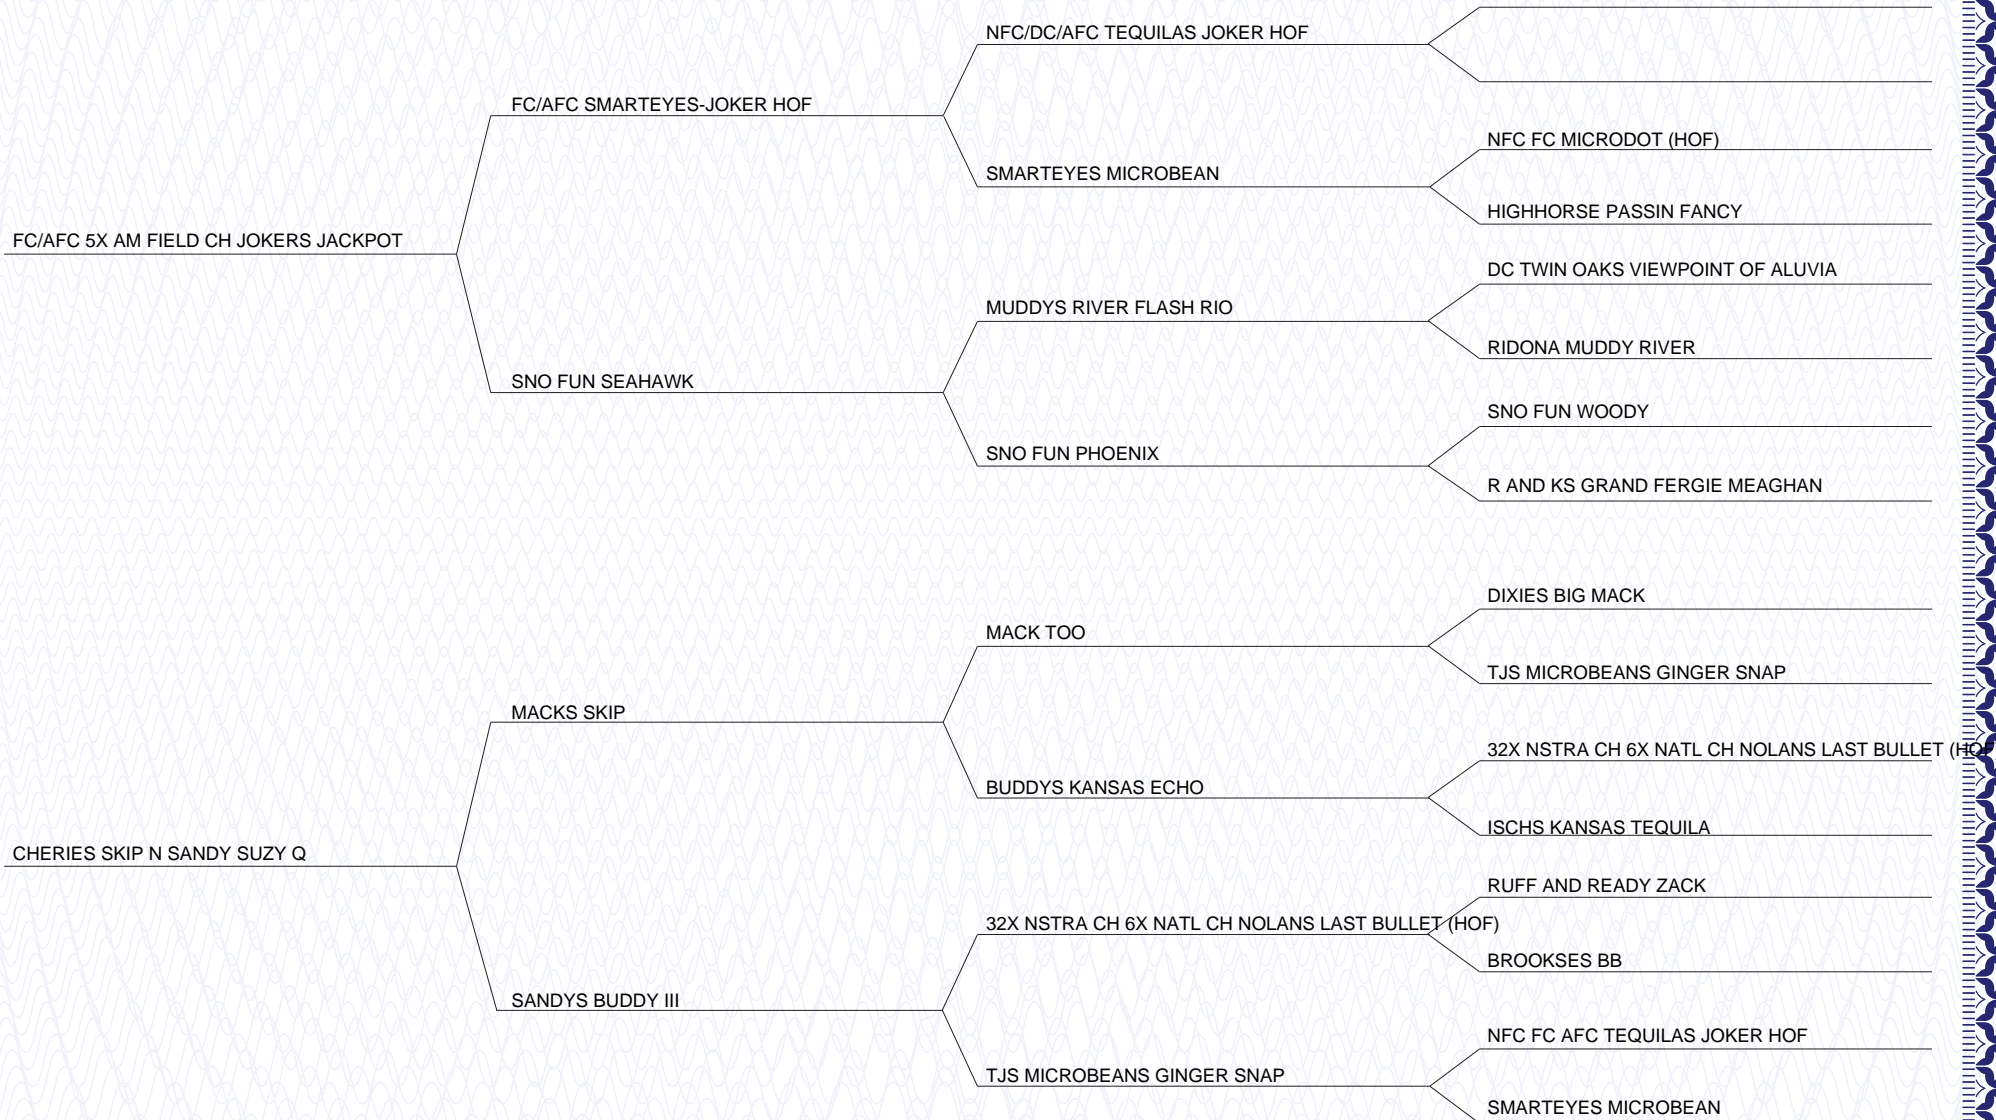 NFC/DC/AFC TEQUILAS JOKER HOF
FC/AFC SMARTEYES-JOKER HOF
NFC FC MICRODOT (HOF)
SMARTEYES MICROBEAN
HIGHHORSE PASSIN FANCY
FC/AFC 5X AM FIELD CH JOKERS JACKPOT
DC TWIN OAKS VIEWPOINT OF ALUVIA
MUDDYS RIVER FLASH RIO
RIDONA MUDDY RIVER
SNO FUN SEAHAWK
SNO FUN WOODY
SNO FUN PHOENIX
R AND KS GRAND FERGIE MEAGHAN
DIXIES BIG MACK
MACK TOO
TJS MICROBEANS GINGER SNAP
MACKS SKIP
32X NSTRA CH 6X NATL CH NOLANS LAST BULLET (HOF
BUDDYS KANSAS ECHO
ISCHS KANSAS TEQUILA
CHERIES SKIP N SANDY SUZY Q
RUFF AND READY ZACK
32X NSTRA CH 6X NATL CH NOLANS LAST BULLET (HOF)
BROOKSES BB
SANDYS BUDDY III
NFC FC AFC TEQUILAS JOKER HOF
TJS MICROBEANS GINGER SNAP
SMARTEYES MICROBEAN